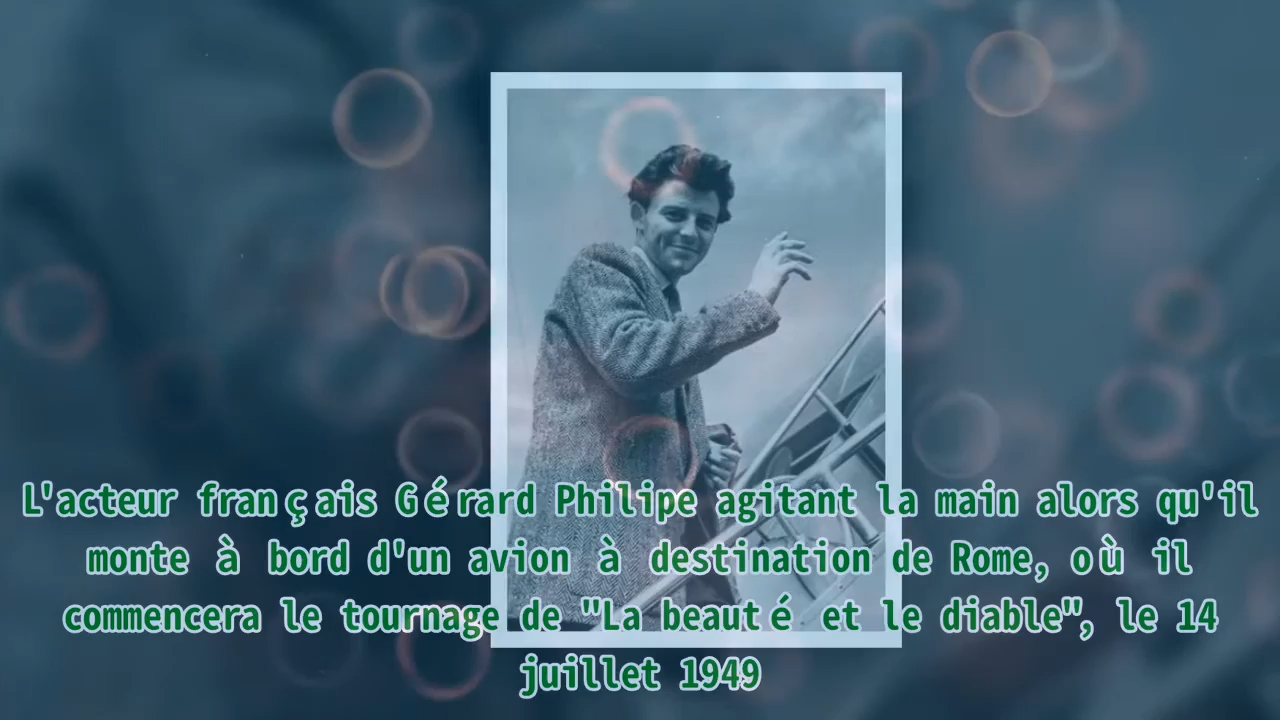 L'acteur français Gérard Philipe agitant la main alors qu'il
monte à bord d'un avion à destination de Rome, où il
commencera le tournage de "La beauté et le diable", le 14
juillet 1949